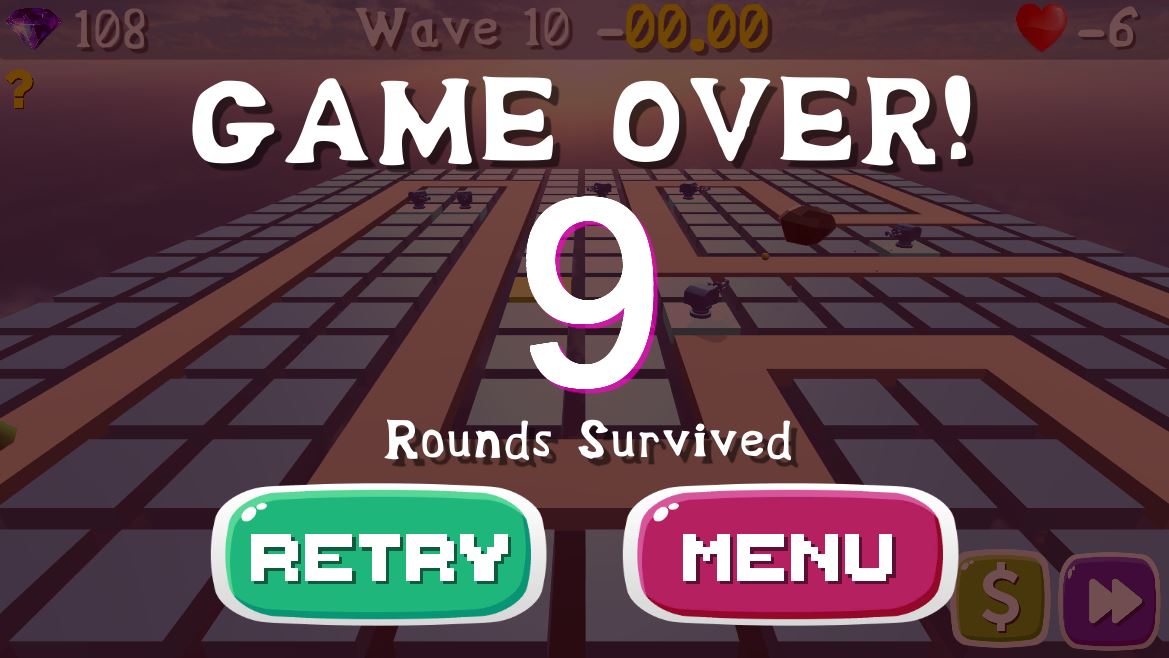 108 Wave 10 -00.00 -6
?
GAME OVER!
9
Rounds Survived
RETRY MENU
$